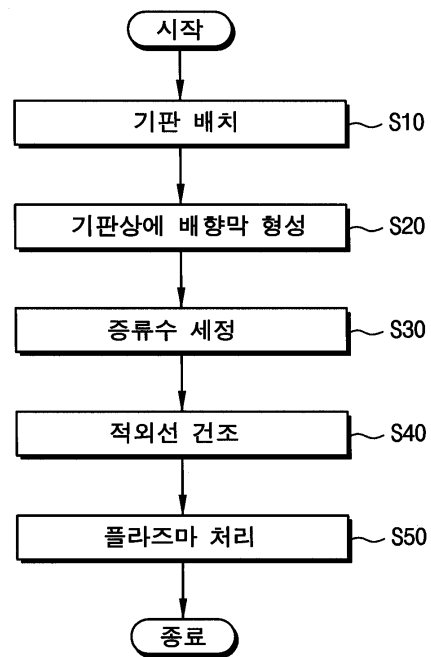 시작
기판 배치 S10
기판상에 배향막 형성 S20
증류수 세정 S30
적외선 건조 S40
플라즈마 처리 S50
종료